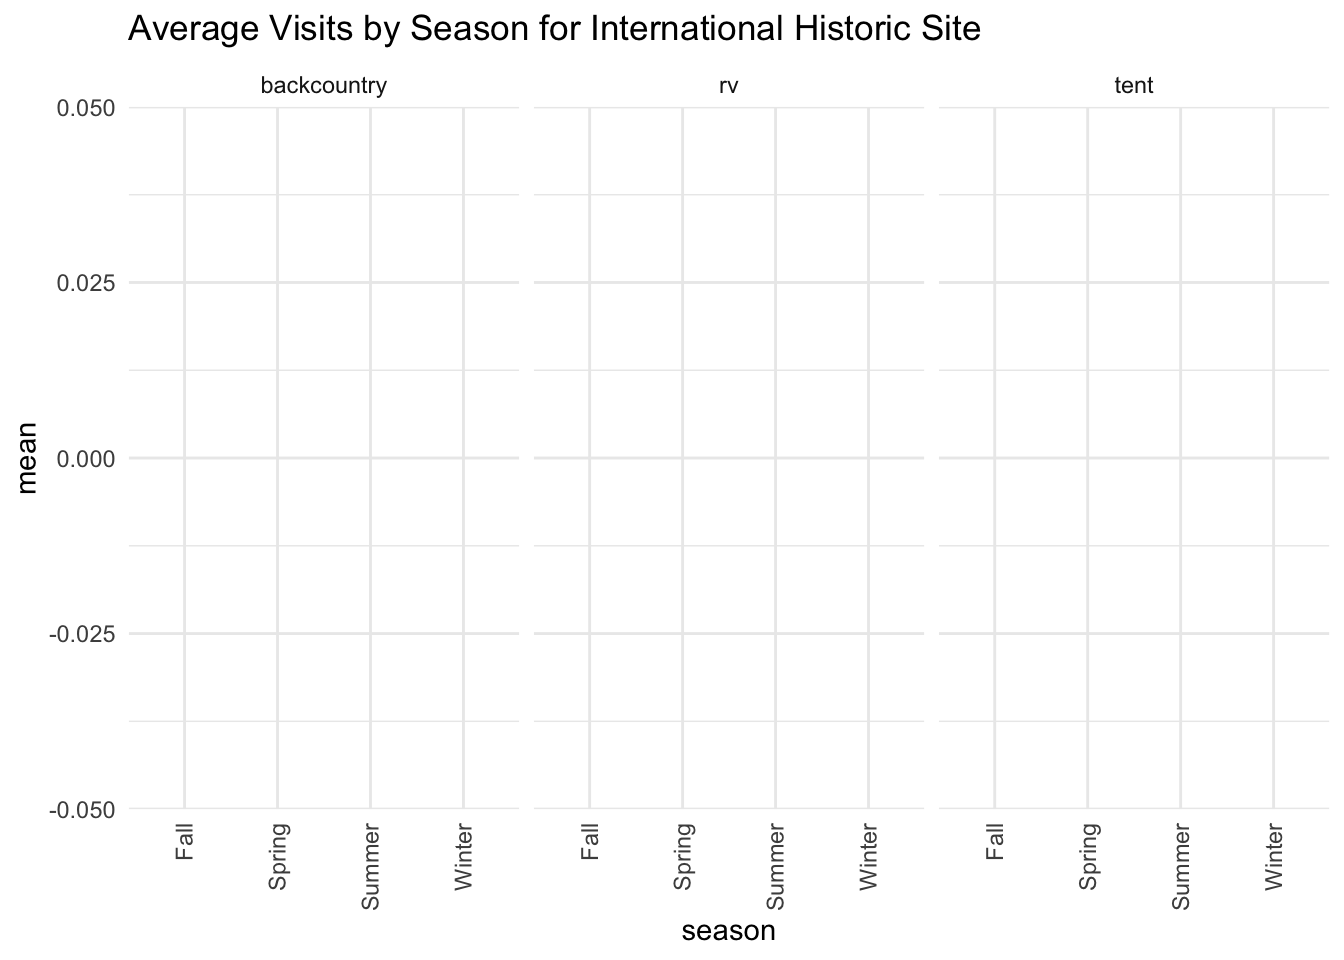 Average Visits by Season for International Historic Site
backcountry
rv
tent
0.050
0.025
0.000
-0.025
-0.050
mean
Fall
Spring
Summer
Winter
Fall
Spring
Summer
Winter
Fall
Spring
Summer
Winter
season